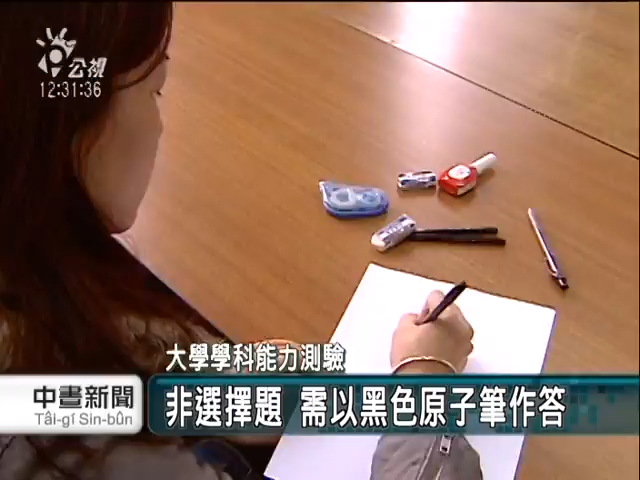 公視
12:31:36
大學學科能力測驗
中晝新聞
Tâi-gí Sin-bûn
非選擇題 需以黑色原子筆作答